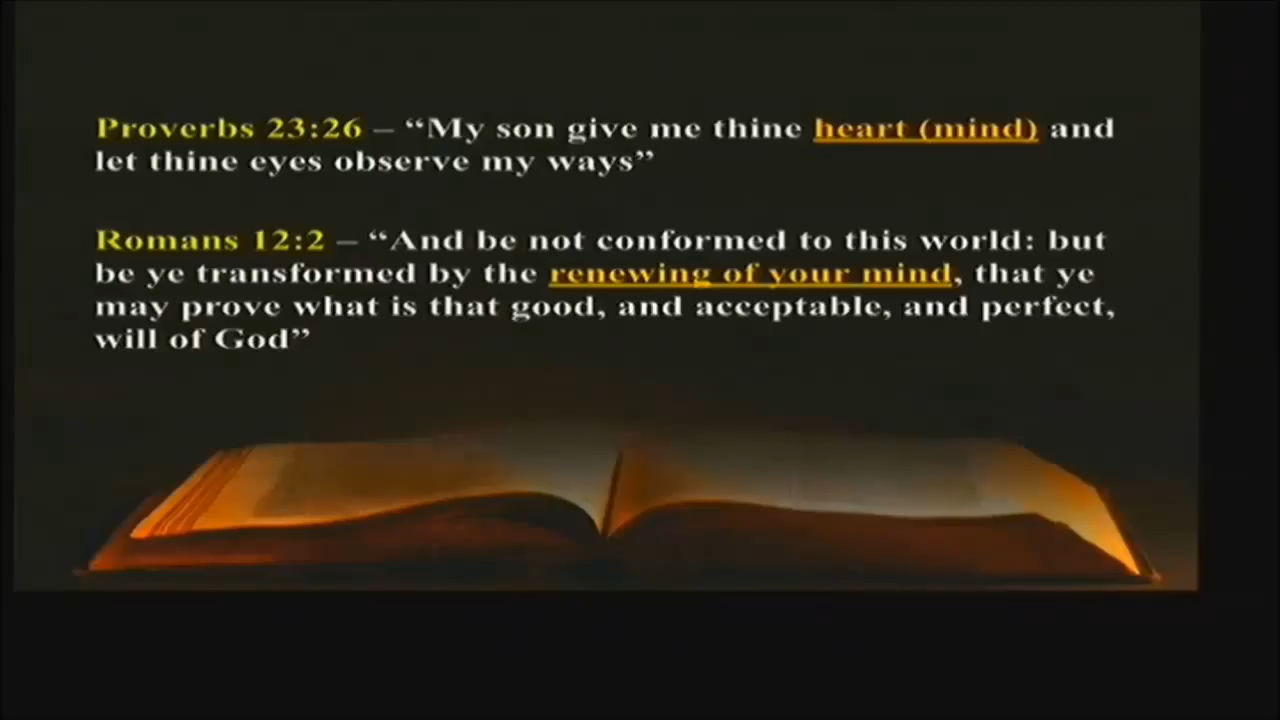 Proverbs 23:26 – “My son give me thine heart (mind) and
let thine eyes observe my ways”
Romans 12:2 – “And be not conformed to this world: but
be ye transformed by the renewing of your mind, that ye
may prove what is that good, and acceptable, and perfect,
will of God”